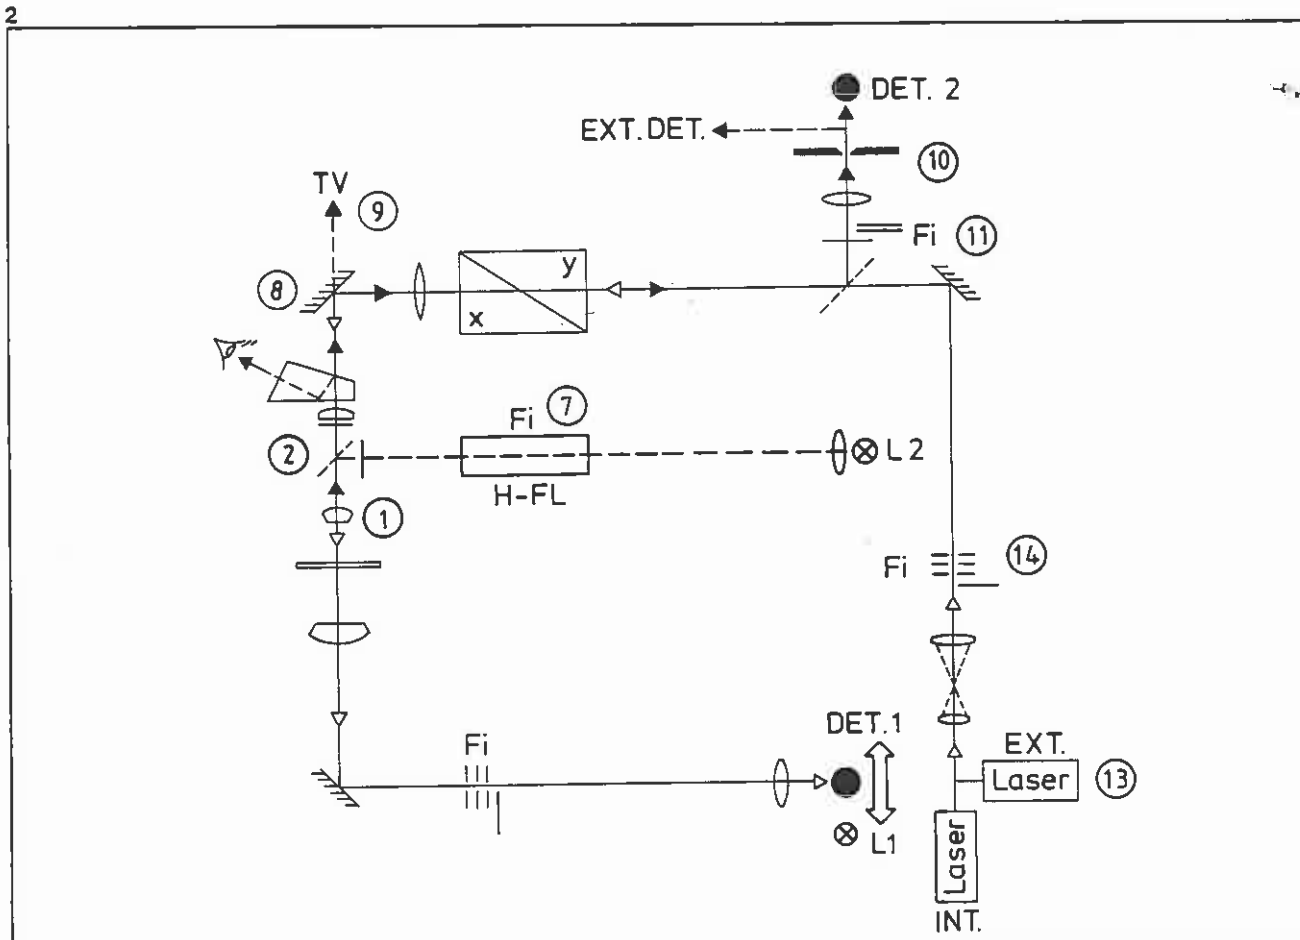 2
DET. 2
EXT. DET.
10
TV
9
Fi 11
8
y
x
Fi 7
2
L 2
H-FL
1
Fi 14
DET. 1
Fi
EXT.
Laser 13
L1
Laser
INT.